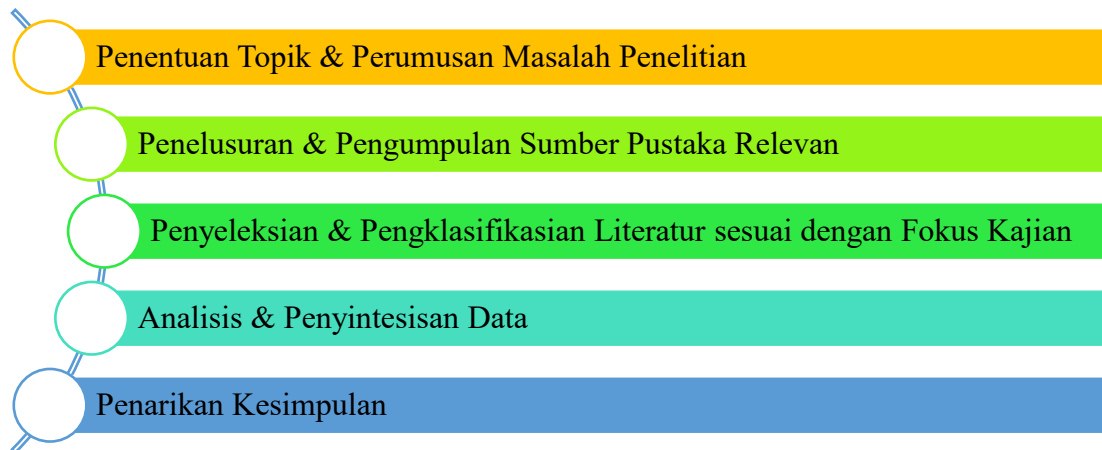 Penentuan Topik & Perumusan Masalah Penelitian
Penelusuran & Pengumpulan Sumber Pustaka Relevan
Penyeleksian & Pengklasifikasian Literatur sesuai dengan Fokus Kajian
Analisis & Penyintesisan Data
Penarikan Kesimpulan